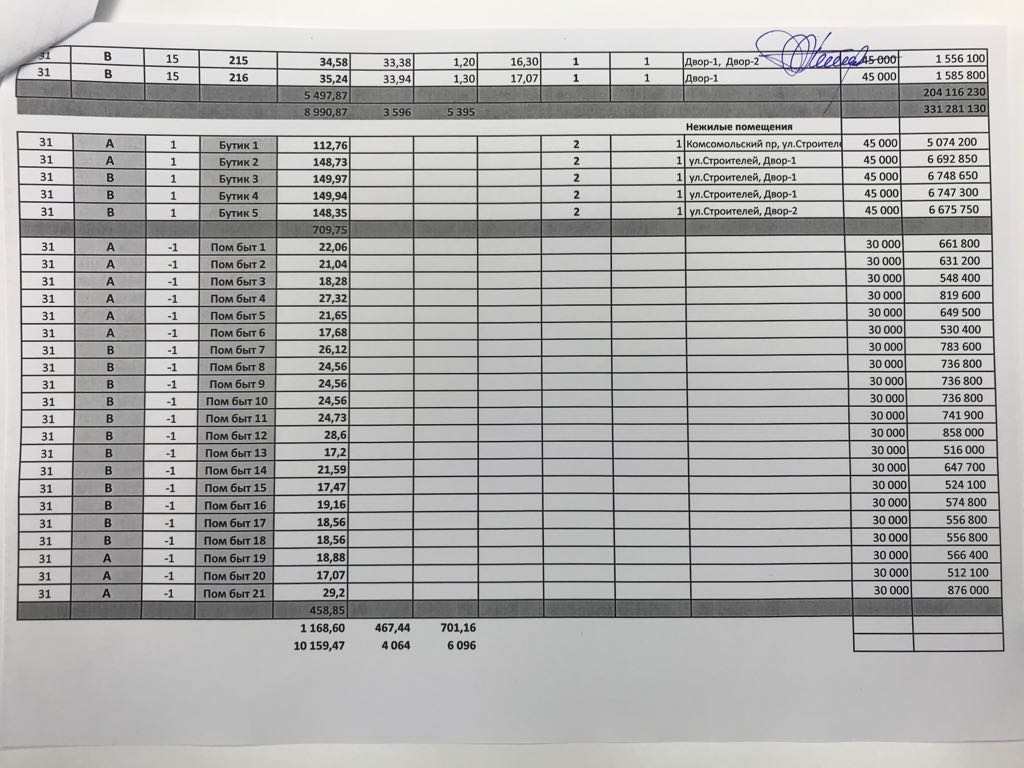 31 В 15 215 34,58 33,38 1,20 16,30 1 1 Двор-1, Двор-2 45 000 1 556 100
31 В 15 216 35,24 33,94 1,30 17,07 1 1 Двор-1 45 000 1 585 800
5 497,87 204 116 230
8 990,87 3 596 5 395 331 281 130
Нежилые помещения
31 А 1 Бутик 1 112,76 2 1 Комсомольский пр, ул.Строителе 45 000 5 074 200
31 А 1 Бутик 2 148,73 2 1 ул.Строителей, Двор-1 45 000 6 692 850
31 В 1 Бутик 3 149,97 2 1 ул.Строителей, Двор-1 45 000 6 748 650
31 В 1 Бутик 4 149,94 2 1 ул.Строителей, Двор-1 45 000 6 747 300
31 В 1 Бутик 5 148,35 2 1 ул.Строителей, Двор-2 45 000 6 675 750
709,75
31 А -1 Пом быт 1 22,06 30 000 661 800
31 А -1 Пом быт 2 21,04 30 000 631 200
31 А -1 Пом быт 3 18,28 30 000 548 400
31 А -1 Пом быт 4 27,32 30 000 819 600
31 А -1 Пом быт 5 21,65 30 000 649 500
31 А -1 Пом быт 6 17,68 30 000 530 400
31 В -1 Пом быт 7 26,12 30 000 783 600
31 В -1 Пом быт 8 24,56 30 000 736 800
31 В -1 Пом быт 9 24,56 30 000 736 800
31 В -1 Пом быт 10 24,56 30 000 736 800
31 В -1 Пом быт 11 24,73 30 000 741 900
31 В -1 Пом быт 12 28,6 30 000 858 000
31 В -1 Пом быт 13 17,2 30 000 516 000
31 В -1 Пом быт 14 21,59 30 000 647 700
31 В -1 Пом быт 15 17,47 30 000 524 100
31 В -1 Пом быт 16 19,16 30 000 574 800
31 В -1 Пом быт 17 18,56 30 000 556 800
31 В -1 Пом быт 18 18,56 30 000 556 800
31 А -1 Пом быт 19 18,88 30 000 566 400
31 А -1 Пом быт 20 17,07 30 000 512 100
31 А -1 Пом быт 21 29,2 30 000 876 000
458,85
1 168,60 467,44 701,16
10 159,47 4 064 6 096